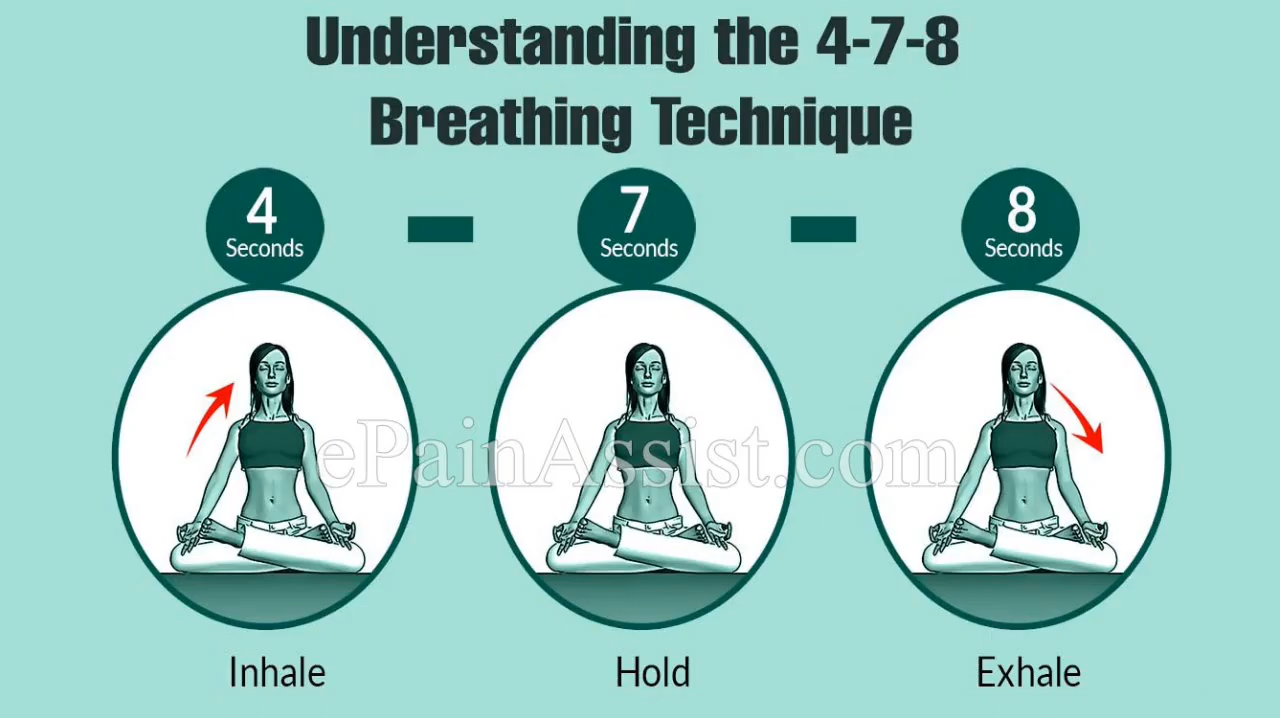 Understanding the 4-7-8
Breathing Technique
4
Seconds
-
7
Seconds
-
8
Seconds
ePainAssist.com
Inhale
Hold
Exhale